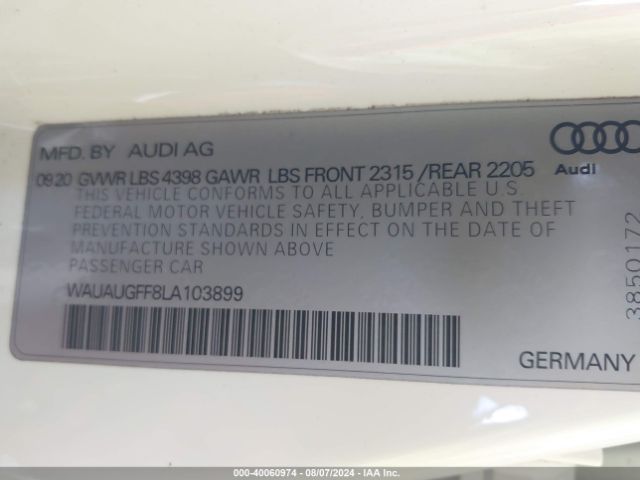 MFD. BY AUDI AG
0920 GVWR LBS 4398 GAWR LBS FRONT 2315 /REAR 2205
Audi
THIS VEHICLE CONFORMS TO ALL APPLICABLE U.S.
FEDERAL MOTOR VEHICLE SAFETY, BUMPER AND THEFT
PREVENTION STANDARDS IN EFFECT ON THE DATE OF
MANUFACTURE SHOWN ABOVE
PASSENGER CAR
WAUAUGFF8LA103899
3850172
GERMANY
000-40060974 - 08/07/2024 - IAA Inc.